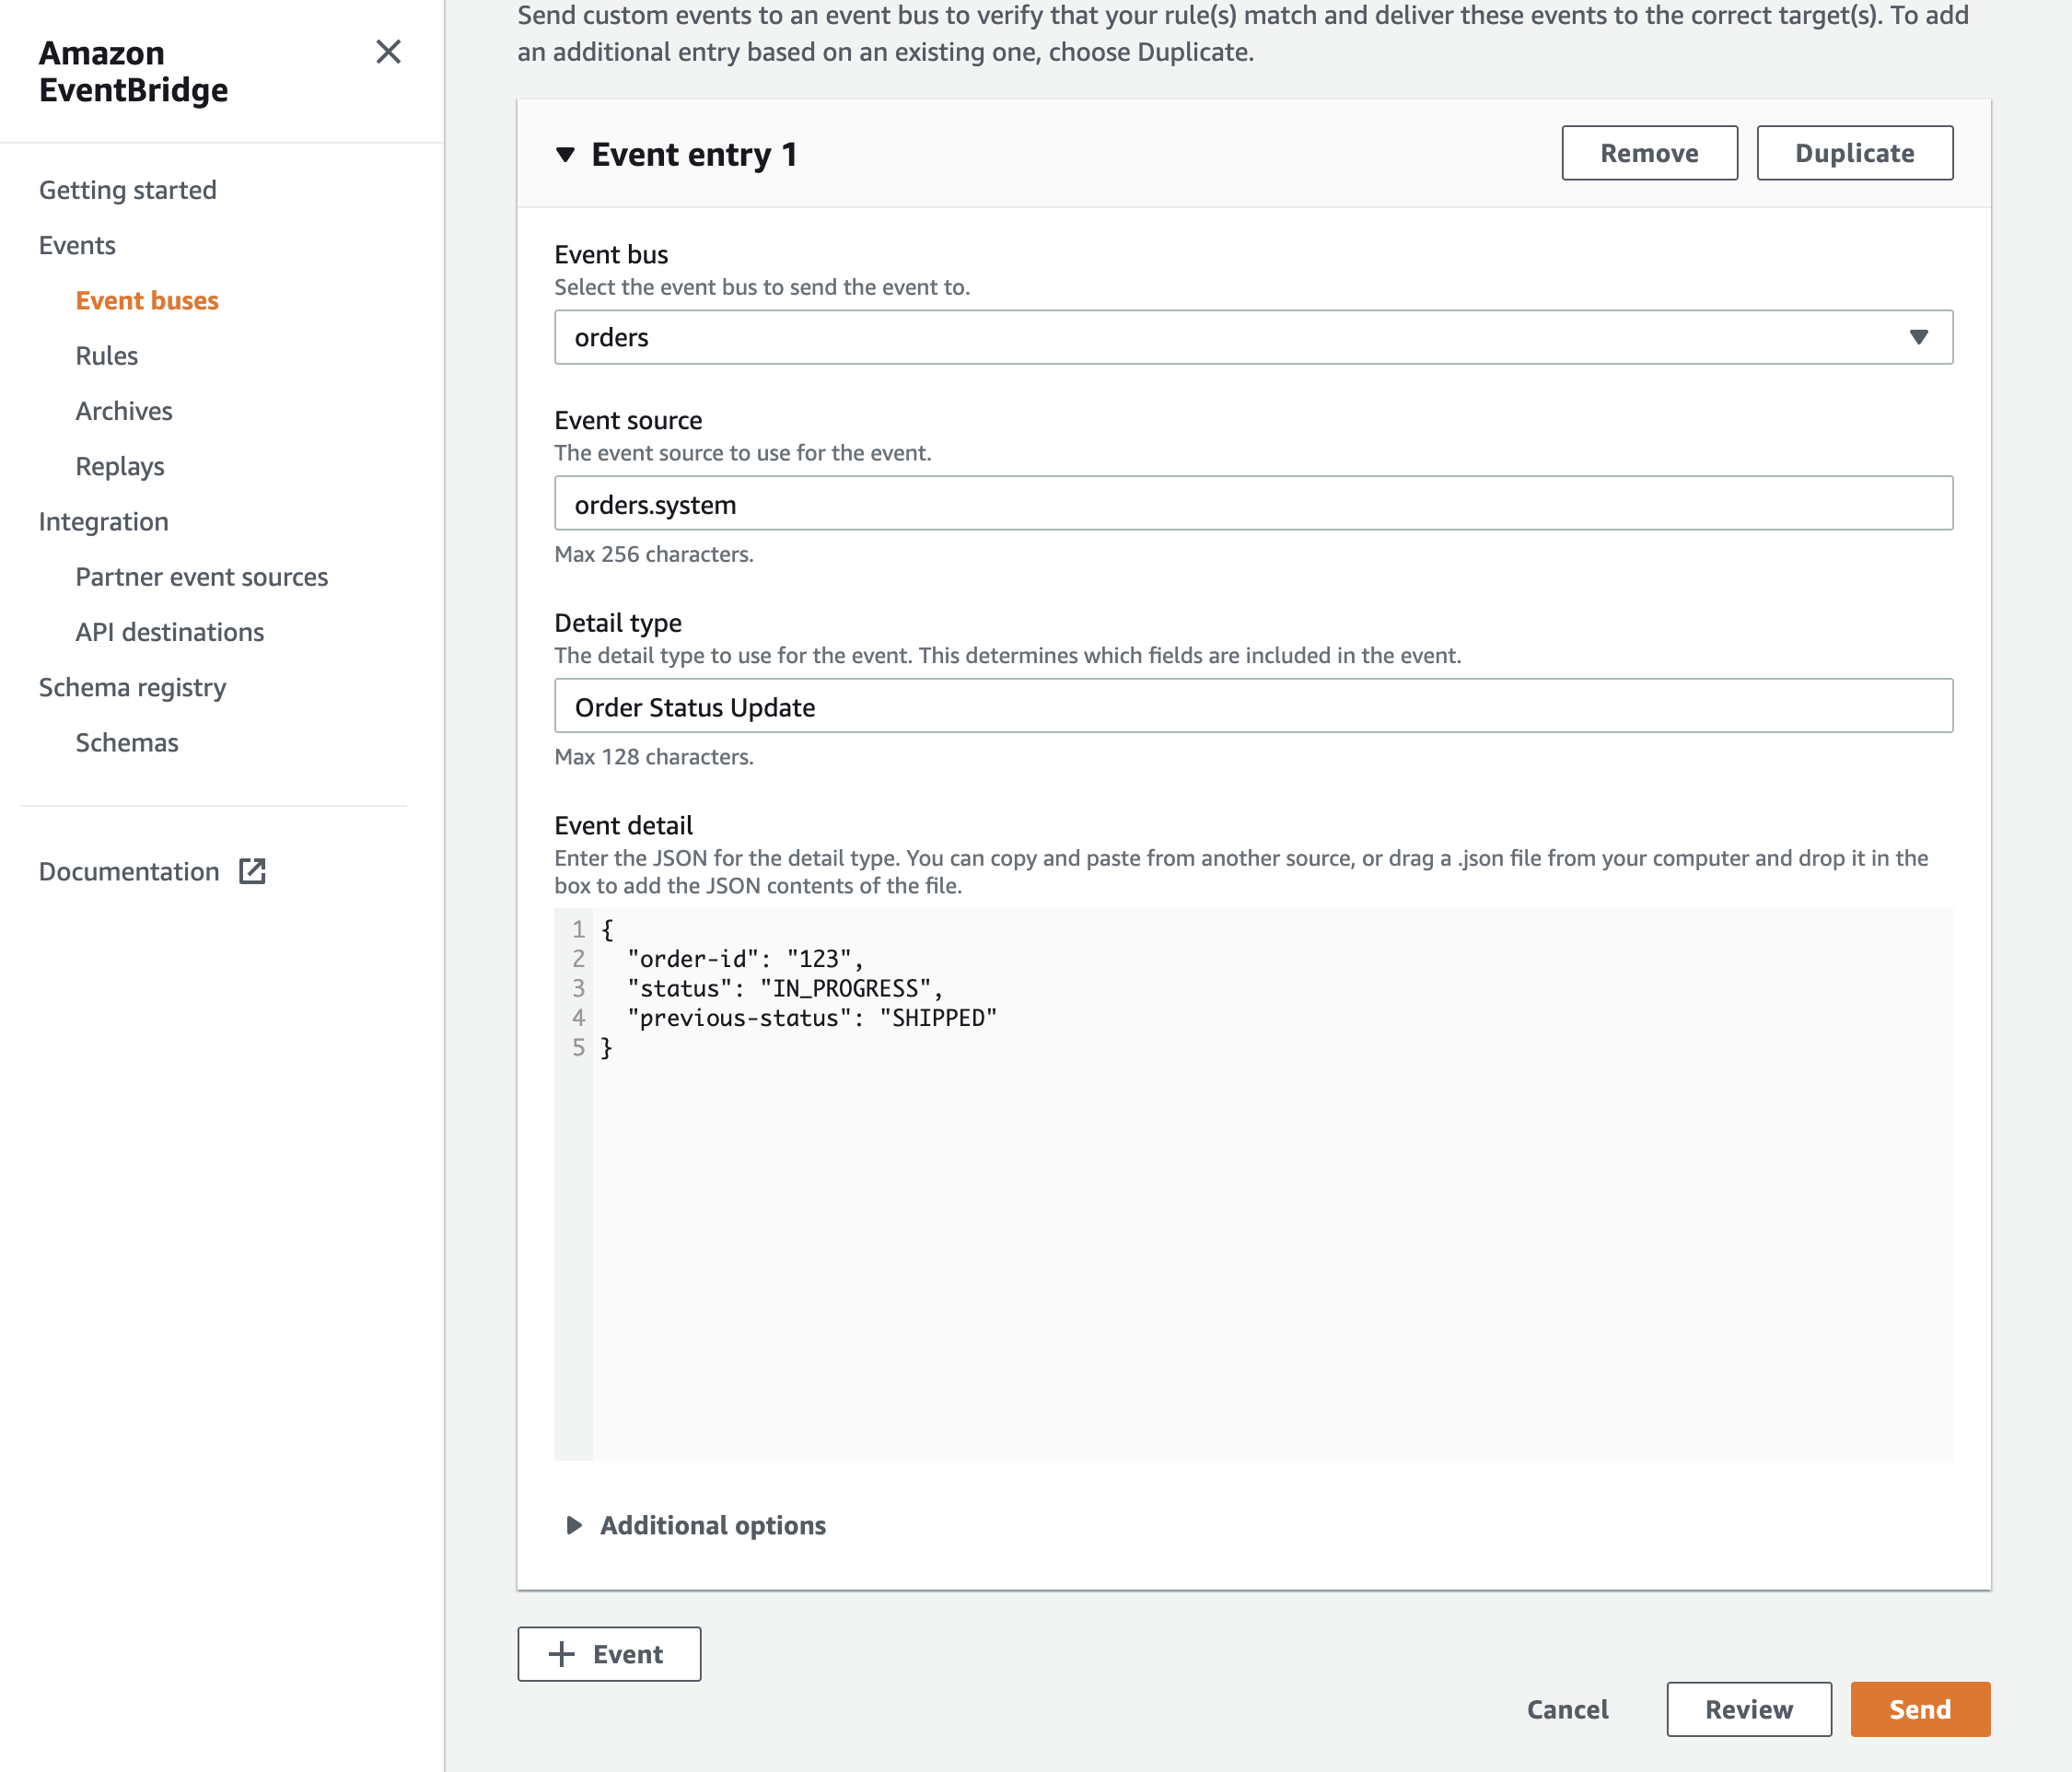 Amazon
EventBridge
Getting started
Events
Event buses
Rules
Archives
Replays
Integration
Partner event sources
API destinations
Schema registry
Schemas
Documentation
Send custom events to an event bus to verify that your rule(s) match and deliver these events to the correct target(s). To add
an additional entry based on an existing one, choose Duplicate.
Event entry 1
Remove
Duplicate
Event bus
Select the event bus to send the event to.
orders
Event source
The event source to use for the event.
orders.system
Max 256 characters.
Detail type
The detail type to use for the event. This determines which fields are included in the event.
Order Status Update
Max 128 characters.
Event detail
Enter the JSON for the detail type. You can copy and paste from another source, or drag a .json file from your computer and drop it in the
box to add the JSON contents of the file.
1 {
2   "order-id": "123",
3   "status": "IN_PROGRESS",
4   "previous-status": "SHIPPED"
5 }
Additional options
Event
Cancel
Review
Send